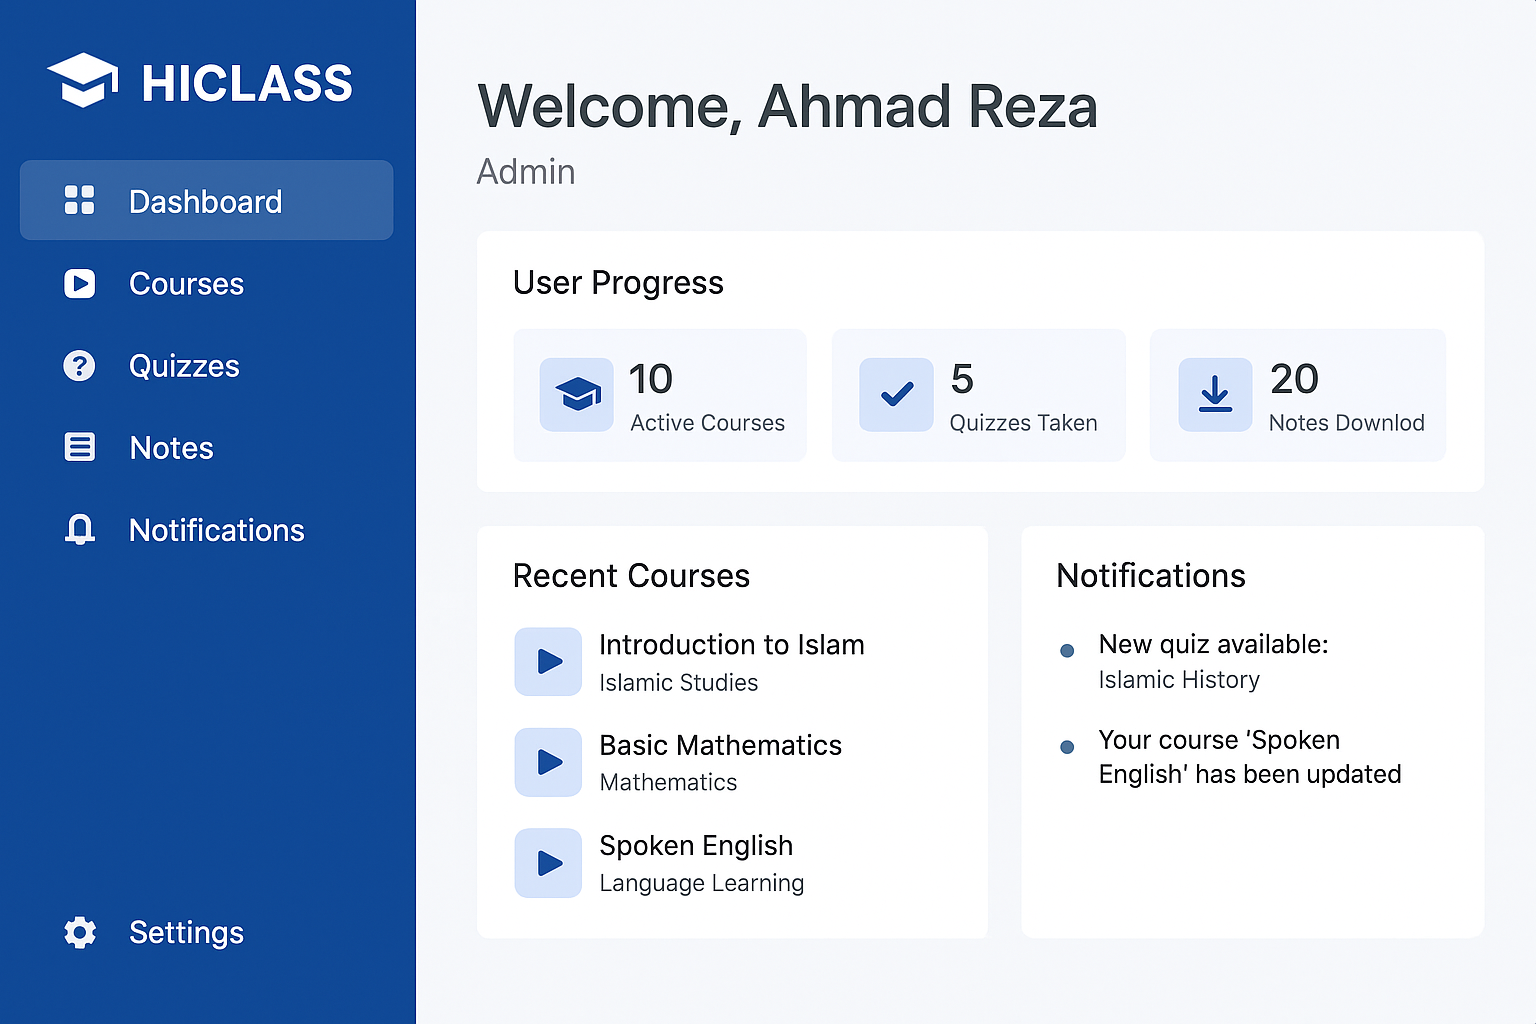 HICLASS
Dashboard
Courses
Quizzes
Notes
Notifications
Settings
Welcome, Ahmad Reza
Admin
User Progress
10
Active Courses
5
Quizzes Taken
20
Notes Downlod
Recent Courses
Introduction to Islam
Islamic Studies
Basic Mathematics
Mathematics
Spoken English
Language Learning
Notifications
New quiz available:
Islamic History
Your course 'Spoken
English' has been updated